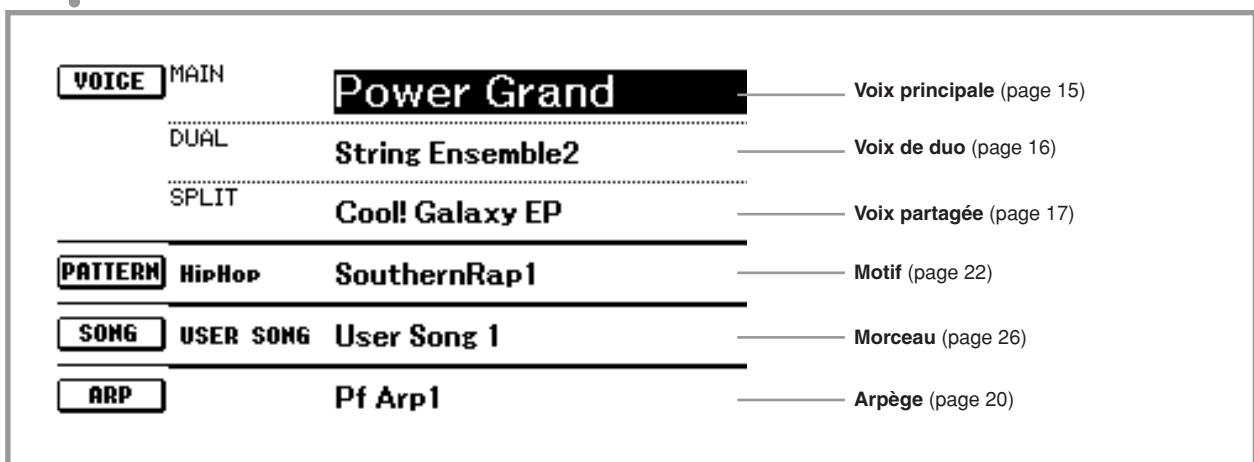 VOICE MAIN Power Grand Voix principale (page 15)
DUAL String Ensemble2 Voix de duo (page 16)
SPLIT Cool! Galaxy EP Voix partagée (page 17)
PATTERN HipHop SouthernRap1 Motif (page 22)
SONG USER SONG User Song 1 Morceau (page 26)
ARP Pf Arp1 Arpège (page 20)